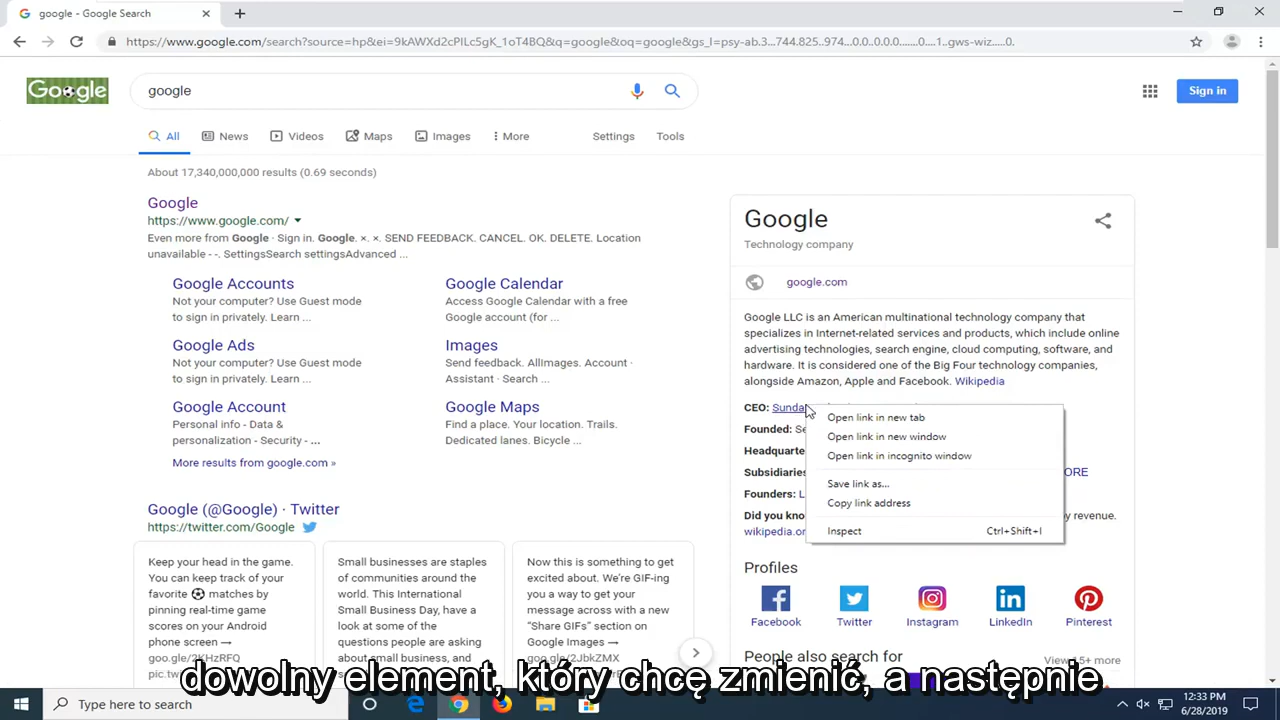 google - Google Search
https://www.google.com/search?source=hp&ei=9kAWXd2cPILc5gK_1oT4BQ&q=google&oq=google&gs_l=psy-ab.3...744.825..974...0.0..0.0.0.......0....1..gws-wiz.....0.
Google
google
Sign in
All News Videos Maps Images More Settings Tools
About 17,340,000,000 results (0.69 seconds)
Google
https://www.google.com/
Even more from Google · Sign in. Google. ×. ×. SEND FEEDBACK. CANCEL. OK. DELETE. Location
unavailable - -. SettingsSearch settingsAdvanced ...
Google Accounts
Not your computer? Use Guest mode
to sign in privately. Learn ...
Google Calendar
Access Google Calendar with a free
Google account (for ...
Google Ads
Not your computer? Use Guest mode
to sign in privately. Learn ...
Images
Send feedback. AllImages. Account ·
Assistant · Search ...
Google Account
Personal info - Data &
personalization - Security - ...
Google Maps
Find a place. Your location. Trails.
Dedicated lanes. Bicycle ...
More results from google.com »
Google (@Google) · Twitter
https://twitter.com/Google
Keep your head in the game.
You can keep track of your
favorite ⚽ matches by
pinning real-time game
scores on your Android
phone screen →
goo.gle/2KHzRFQ
pic.tw
Small businesses are staples
of communities around the
world. This International
Small Business Day, have a
look at some of the
questions people are asking
about small business, and
Now this is something to get
excited about. We're GIF-ing
you a way to get your
message across with a new
"Share GIFs" section on
Google Images →
goo.gle/2JbkZMX
Google
Technology company
google.com
Google LLC is an American multinational technology company that
specializes in Internet-related services and products, which include online
advertising technologies, search engine, cloud computing, software, and
hardware. It is considered one of the Big Four technology companies,
alongside Amazon, Apple and Facebook. Wikipedia
CEO: Sunda
Founded: Se
Headquarte
Subsidiaries
ORE
Founders: L
Did you kno
y revenue.
wikipedia.or
Open link in new tab
Open link in new window
Open link in incognito window
Save link as...
Copy link address
Inspect Ctrl+Shift+I
Profiles
Facebook Twitter Instagram LinkedIn Pinterest
People also search for
View 15+ more
dowolny element, który chcę zmienić, a następnie
Type here to search
12:33 PM
6/28/2019